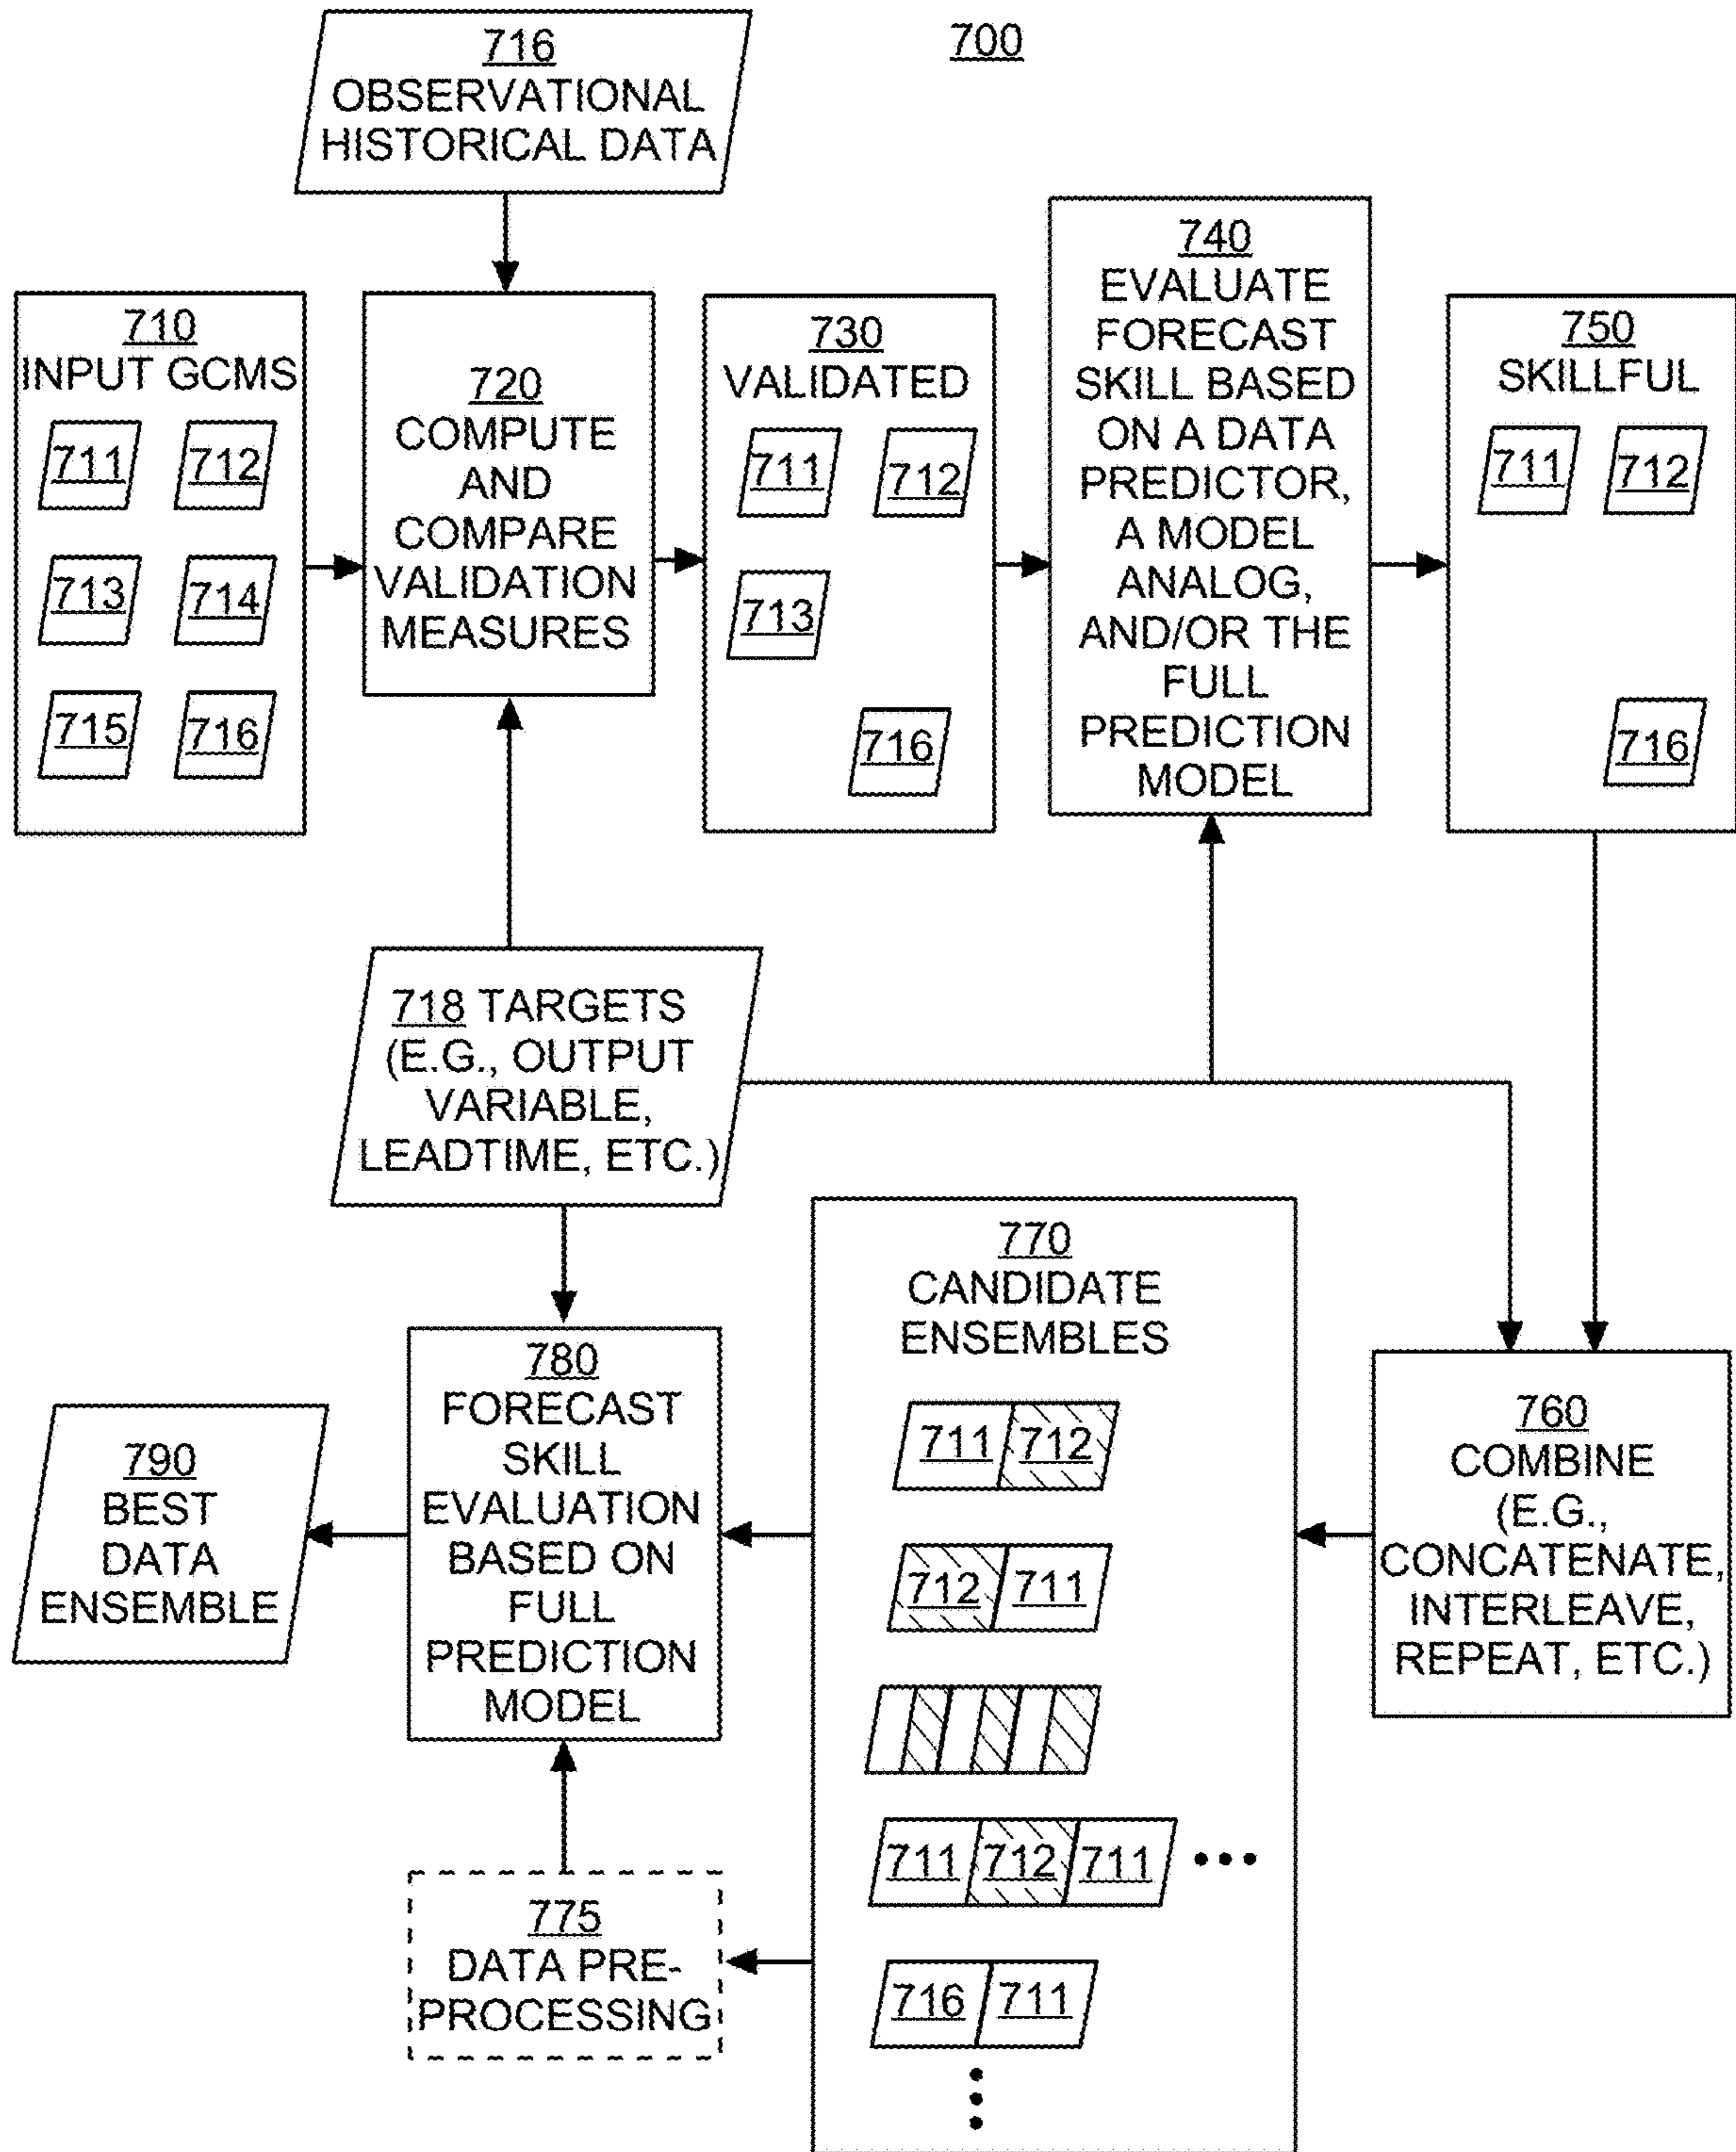 700
716
OBSERVATIONAL
HISTORICAL DATA
710
INPUT GCMS
711 712
713 714
715 716
720
COMPUTE
AND
COMPARE
VALIDATION
MEASURES
730
VALIDATED
711 712
713
716
740
EVALUATE
FORECAST
SKILL BASED
ON A DATA
PREDICTOR,
A MODEL
ANALOG,
AND/OR THE
FULL
PREDICTION
MODEL
750
SKILLFUL
711 712
716
718 TARGETS
(E.G., OUTPUT
VARIABLE,
LEADTIME, ETC.)
760
COMBINE
(E.G.,
CONCATENATE,
INTERLEAVE,
REPEAT, ETC.)
770
CANDIDATE
ENSEMBLES
711 712
712 711
711 712 711 •••
716 711
775
DATA PRE-
PROCESSING
780
FORECAST
SKILL
EVALUATION
BASED ON
FULL
PREDICTION
MODEL
790
BEST
DATA
ENSEMBLE